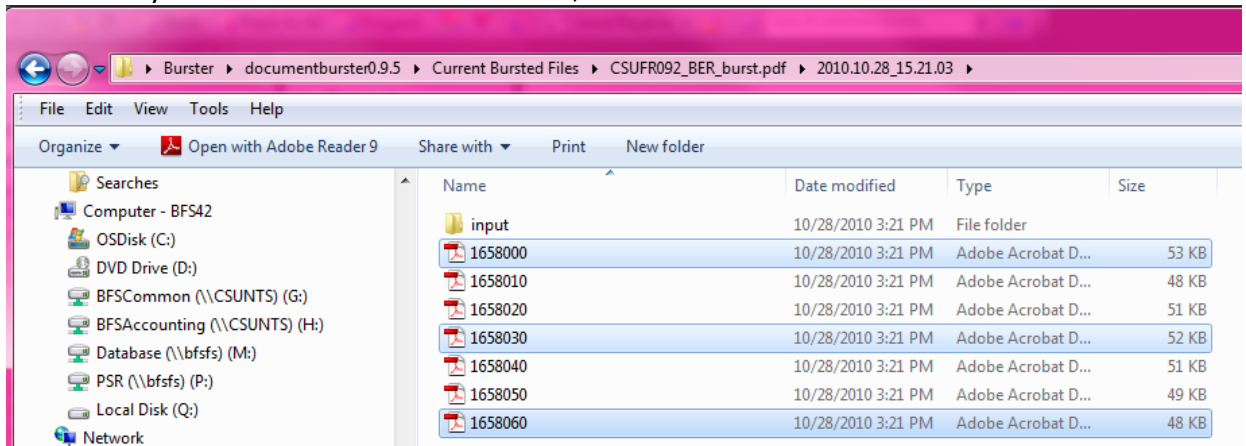 Burster documentburster0.9.5 Current Bursted Files CSUFR092_BER_burst.pdf 2010.10.28_15.21.03
File Edit View Tools Help
Organize Open with Adobe Reader 9 Share with Print New folder
Searches
Computer - BFS42
OSDisk (C:)
DVD Drive (D:)
BFSCommon (\\CSUNTS) (G:)
BFSAccounting (\\CSUNTS) (H:)
Database (\\bfsfs) (M:)
PSR (\\bfsfs) (P:)
Local Disk (Q:)
Network
Name Date modified Type Size
input 10/28/2010 3:21 PM File folder
1658000 10/28/2010 3:21 PM Adobe Acrobat D... 53 KB
1658010 10/28/2010 3:21 PM Adobe Acrobat D... 48 KB
1658020 10/28/2010 3:21 PM Adobe Acrobat D... 51 KB
1658030 10/28/2010 3:21 PM Adobe Acrobat D... 52 KB
1658040 10/28/2010 3:21 PM Adobe Acrobat D... 51 KB
1658050 10/28/2010 3:21 PM Adobe Acrobat D... 49 KB
1658060 10/28/2010 3:21 PM Adobe Acrobat D... 48 KB